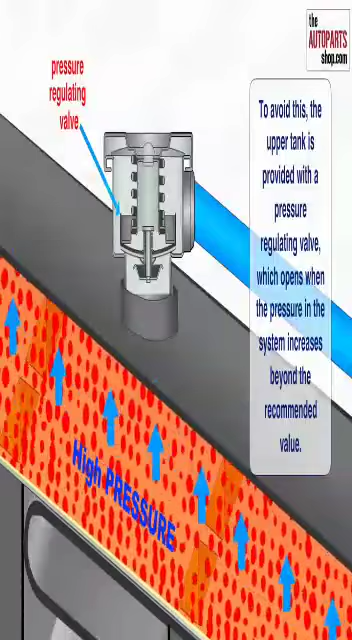 the
AUTOPARTS
shop.com
pressure
regulating
valve
To avoid this, the
upper tank is
provided with a
pressure
regulating valve,
which opens when
the pressure in the
system increases
beyond the
recommended
value.
High PRESSURE